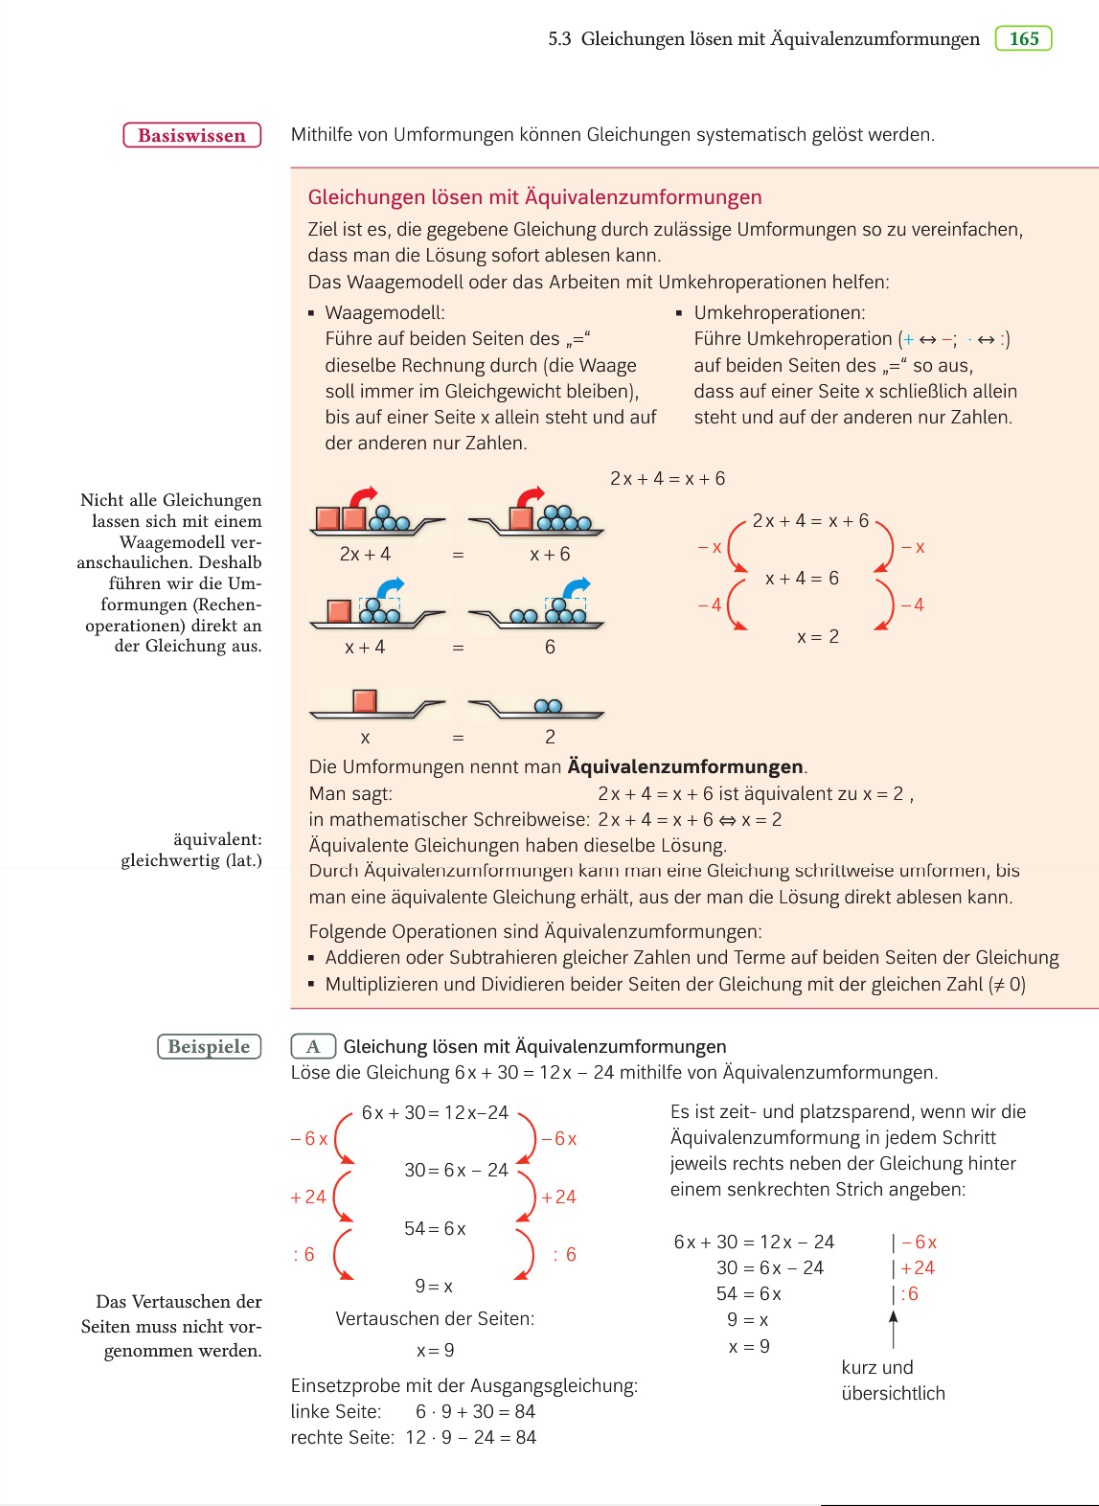 5.3 Gleichungen lösen mit Äquivalenzumformungen 165
Basiswissen
Mithilfe von Umformungen können Gleichungen systematisch gelöst werden.
Gleichungen lösen mit Äquivalenzumformungen
Ziel ist es, die gegebene Gleichung durch zulässige Umformungen so zu vereinfachen,
dass man die Lösung sofort ablesen kann.
Das Waagemodell oder das Arbeiten mit Umkehroperationen helfen:
▪ Waagemodell:
Führe auf beiden Seiten des „="
dieselbe Rechnung durch (die Waage
soll immer im Gleichgewicht bleiben),
bis auf einer Seite x allein steht und auf
der anderen nur Zahlen.
▪ Umkehroperationen:
Führe Umkehroperation (+ ↔ −; · ↔ :)
auf beiden Seiten des „=" so aus,
dass auf einer Seite x schließlich allein
steht und auf der anderen nur Zahlen.
Nicht alle Gleichungen
lassen sich mit einem
Waagemodell ver-
anschaulichen. Deshalb
führen wir die Um-
formungen (Rechen-
operationen) direkt an
der Gleichung aus.
2x + 4 = x + 6
2x + 4 = x + 6
x + 4 = 6
x = 2
2x + 4 = x + 6
− x − x
x + 4 = 6
− 4 − 4
x = 2
Die Umformungen nennt man Äquivalenzumformungen.
Man sagt: 2x + 4 = x + 6 ist äquivalent zu x = 2 ,
in mathematischer Schreibweise: 2x + 4 = x + 6 ⇔ x = 2
äquivalent:
gleichwertig (lat.)
Äquivalente Gleichungen haben dieselbe Lösung.
Durch Äquivalenzumformungen kann man eine Gleichung schrittweise umformen, bis
man eine äquivalente Gleichung erhält, aus der man die Lösung direkt ablesen kann.
Folgende Operationen sind Äquivalenzumformungen:
▪ Addieren oder Subtrahieren gleicher Zahlen und Terme auf beiden Seiten der Gleichung
▪ Multiplizieren und Dividieren beider Seiten der Gleichung mit der gleichen Zahl (≠ 0)
Beispiele
A Gleichung lösen mit Äquivalenzumformungen
Löse die Gleichung 6x + 30 = 12x − 24 mithilfe von Äquivalenzumformungen.
6x + 30 = 12x−24
− 6x − 6x
30 = 6x − 24
+ 24 + 24
54 = 6x
: 6 : 6
9 = x
Vertauschen der Seiten:
x = 9
Das Vertauschen der
Seiten muss nicht vor-
genommen werden.
Einsetzprobe mit der Ausgangsgleichung:
linke Seite: 6 · 9 + 30 = 84
rechte Seite: 12 · 9 − 24 = 84
Es ist zeit- und platzsparend, wenn wir die
Äquivalenzumformung in jedem Schritt
jeweils rechts neben der Gleichung hinter
einem senkrechten Strich angeben:
6x + 30 = 12x − 24 | − 6x
30 = 6x − 24 | + 24
54 = 6x | : 6
9 = x
x = 9
kurz und
übersichtlich